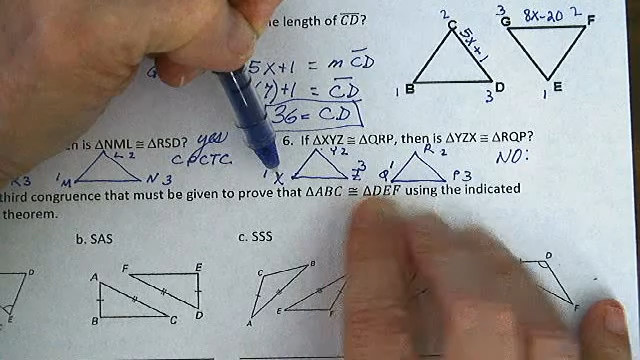 e length of CD?
5x+1 = m CD
(7)+1 = CD
36 = CD
C 2
5x+1
1 B
D 3
3 G
8x-20
2 F
E 1
n is ΔNML ≅ ΔRSD? yes
CPCTC
L 2
1 M
N 3
R3
6. If ΔXYZ ≅ ΔQRP, then is ΔYZX ≅ ΔRQP?
NO:
1 X
Y 2
Z 3
Q 1
R 2
P 3
third congruence that must be given to prove that ΔABC ≅ ΔDEF using the indicated
theorem.
b. SAS
c. SSS
D
E
A
B
C
F
E
D
C
B
A
E
F
D
F